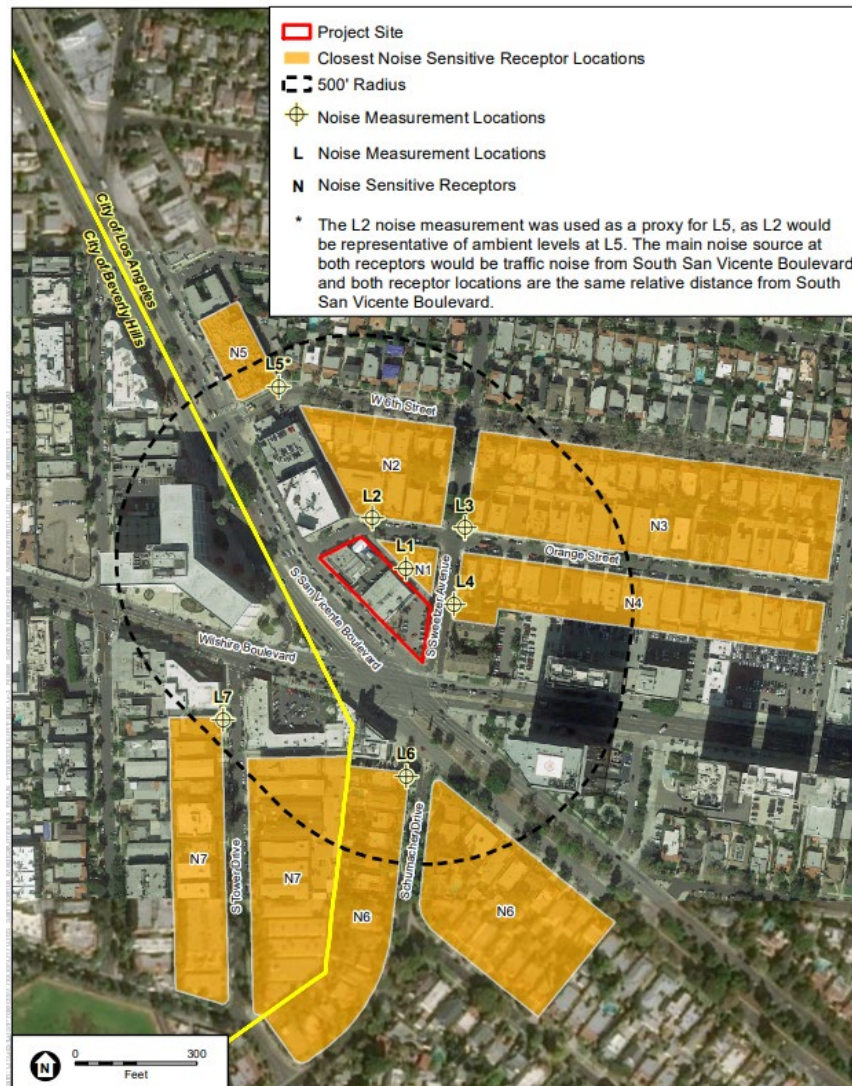 Project Site
Closest Noise Sensitive Receptor Locations
500' Radius
Noise Measurement Locations
L Noise Measurement Locations
N Noise Sensitive Receptors
* The L2 noise measurement was used as a proxy for L5, as L2 would
be representative of ambient levels at L5. The main noise source at
both receptors would be traffic noise from South San Vicente Boulevard
and both receptor locations are the same relative distance from South
San Vicente Boulevard.
City of Los Angeles
City of Beverly Hills
N5
L5*
W 6th Street
N2
L2
L3
N3
Orange Street
L1
N1
L4
N4
S Sweetzer Avenue
S San Vicente Boulevard
Wilshire Boulevard
L7
L6
N7
S Tower Drive
N7
N6
Schumacher Drive
N6
N
0 300
Feet